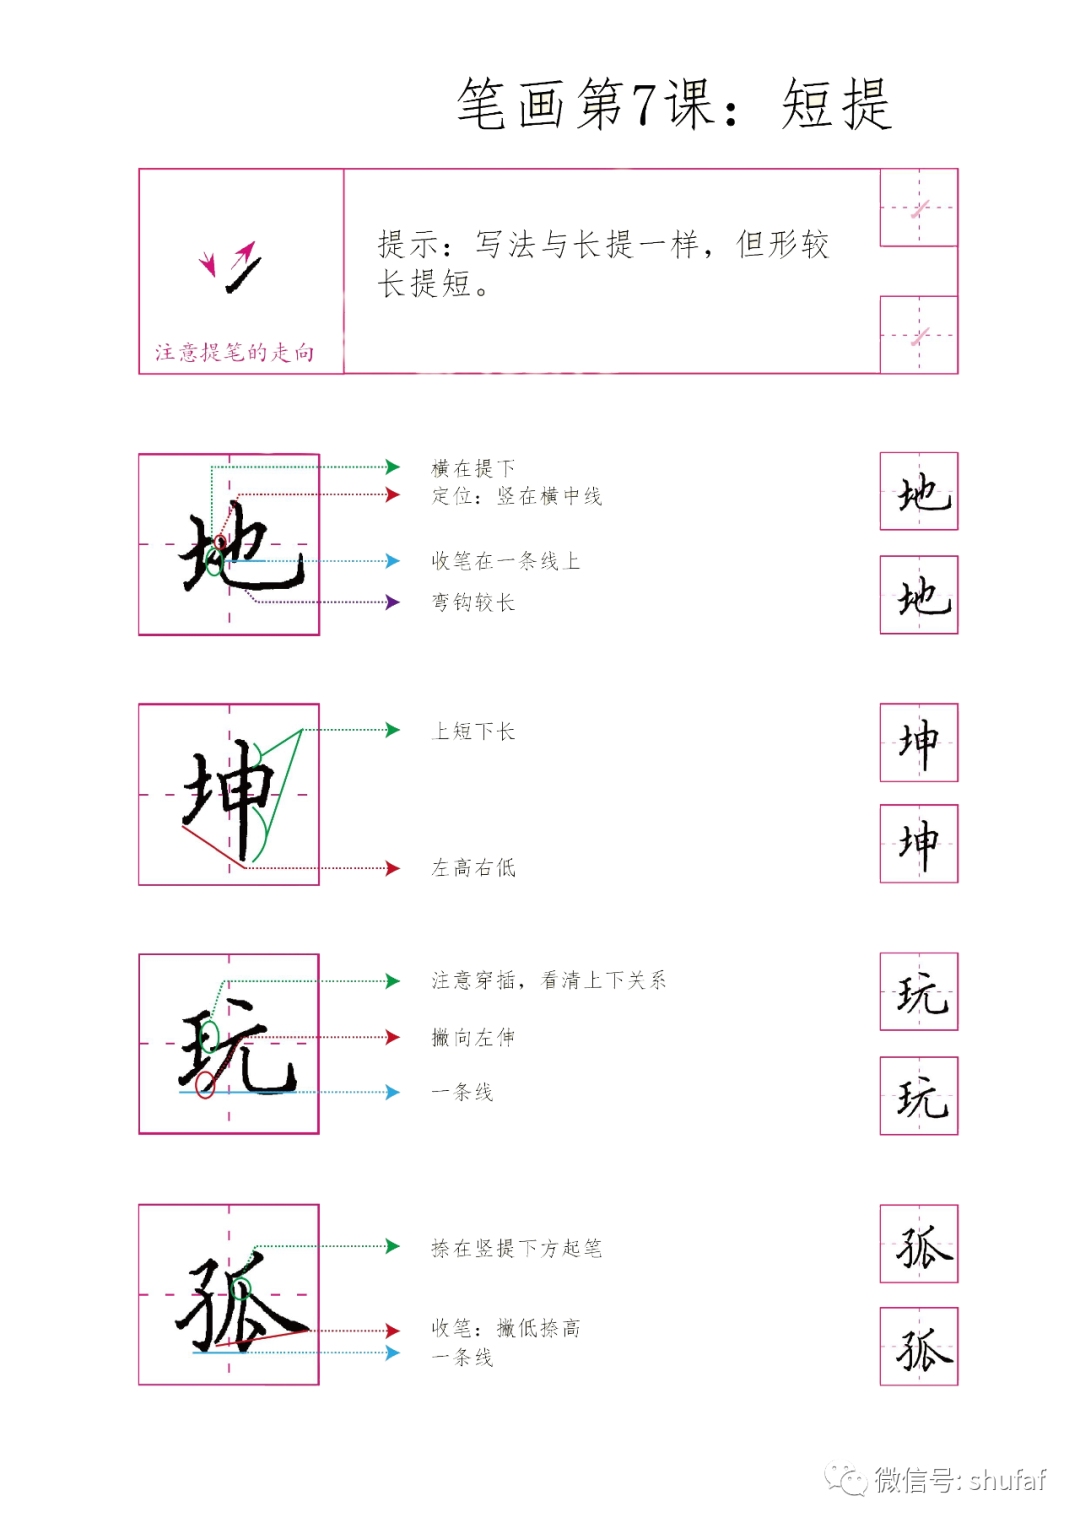 笔画第7课：短提
提示：写法与长提一样，但形较
长提短。
注意提笔的走向
地
横在提下
定位：竖在横中线
收笔在一条线上
弯钩较长
地
地
坤
上短下长
左高右低
坤
坤
玩
注意穿插，看清上下关系
撇向左伸
一条线
玩
玩
孤
捺在竖提下方起笔
收笔：撇低捺高
一条线
孤
孤
微信号: shufaf